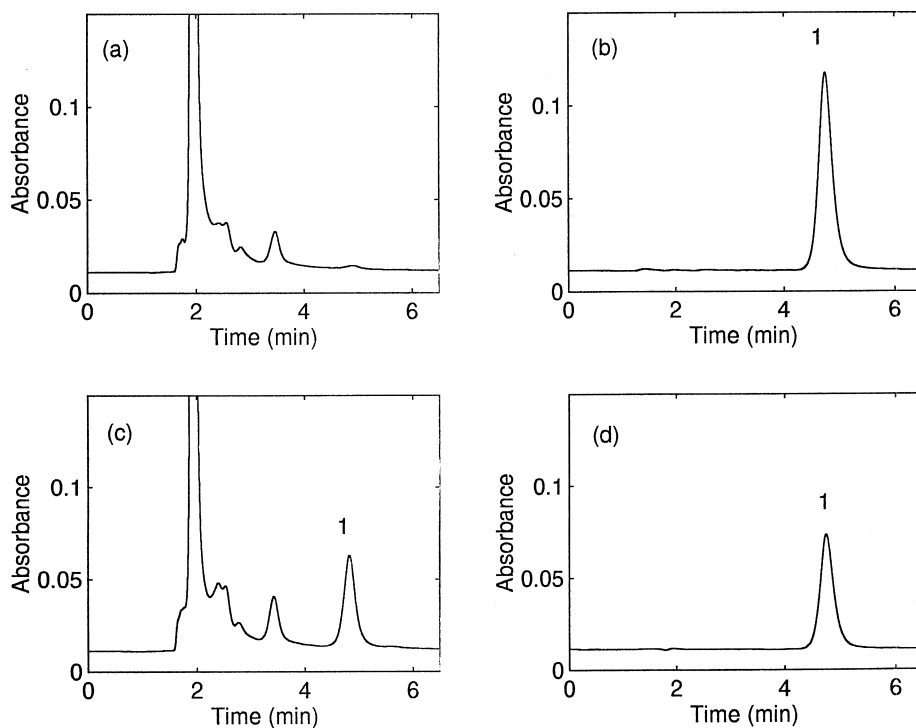 (a)
0.1
0.05
0
Absorbance
0 2 4 6
Time (min)
(b)
1
0.1
0.05
0
Absorbance
0 2 4 6
Time (min)
(c)
1
0.1
0.05
0
Absorbance
0 2 4 6
Time (min)
(d)
1
0.1
0.05
0
Absorbance
0 2 4 6
Time (min)